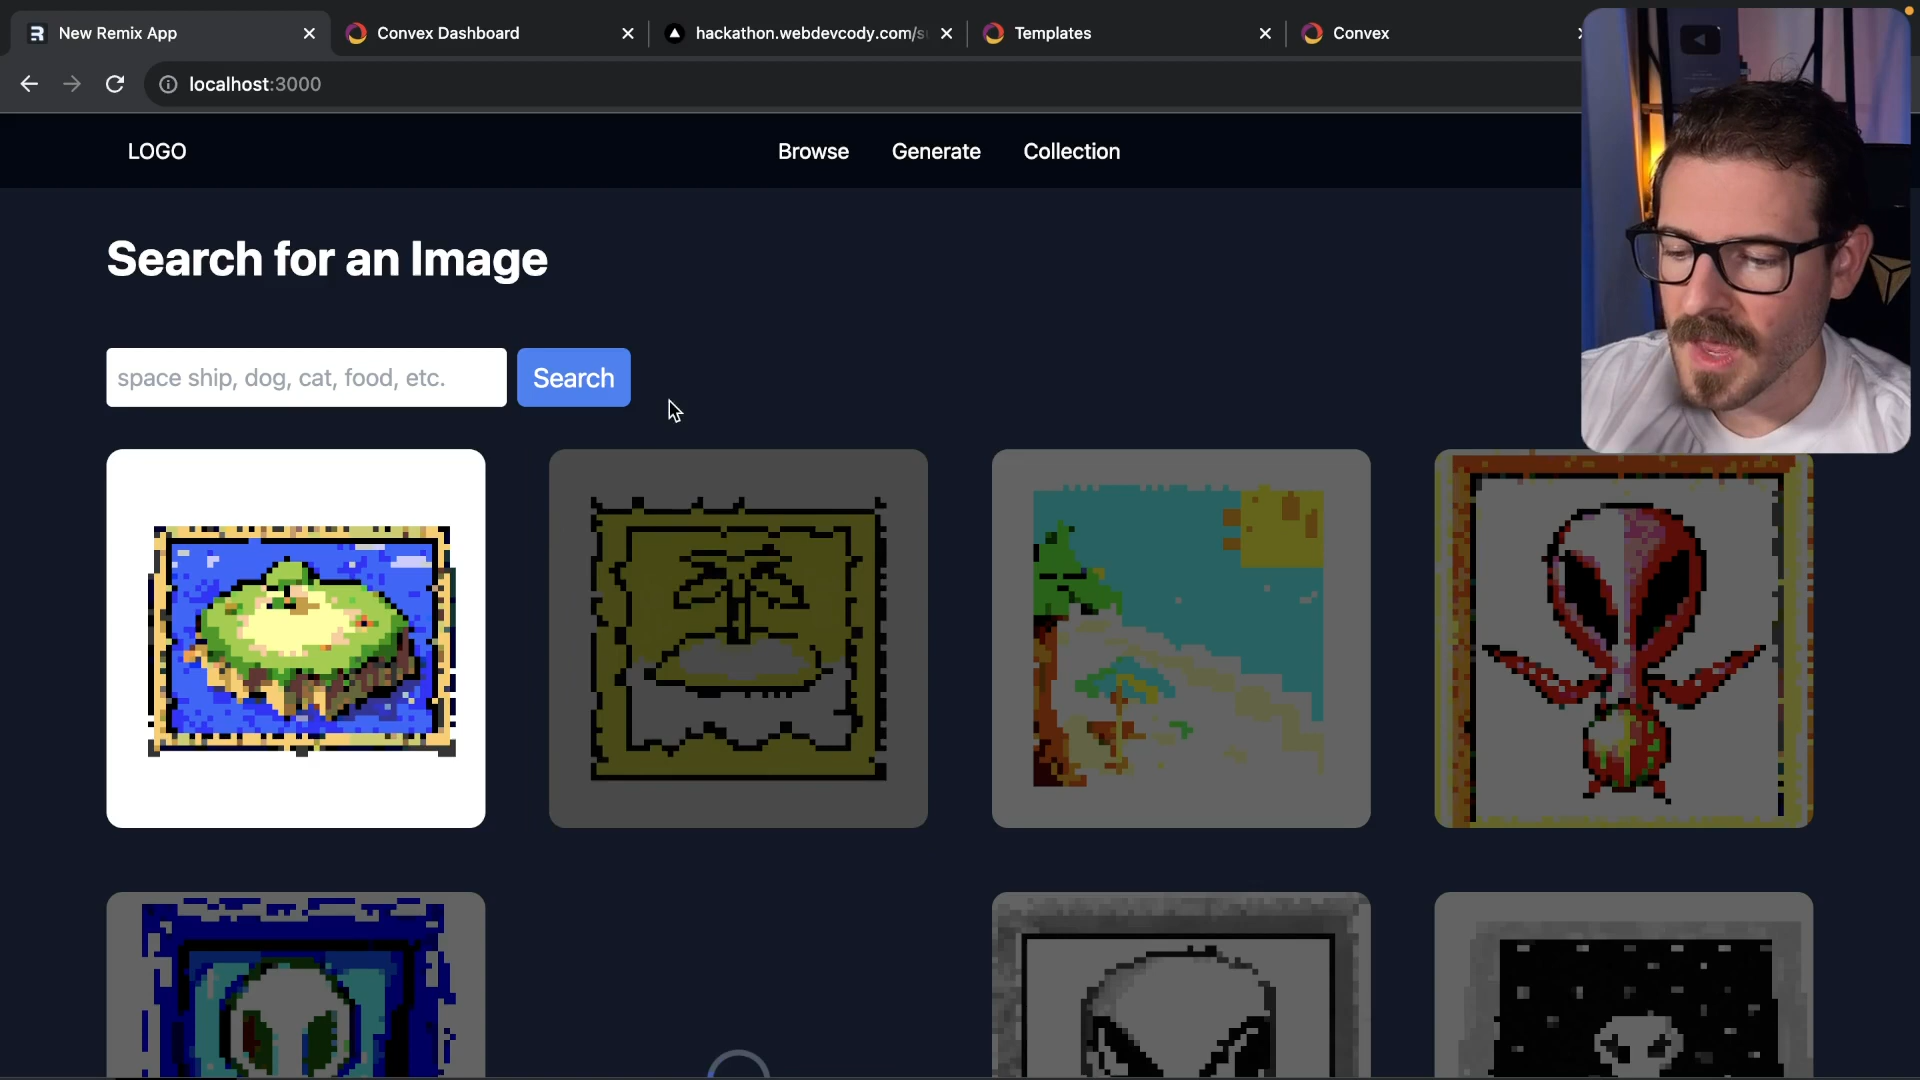 New Remix App
Convex Dashboard
hackathon.webdevcody.com/s
Templates
Convex
localhost:3000
LOGO
Browse
Generate
Collection
Search for an Image
space ship, dog, cat, food, etc.
Search